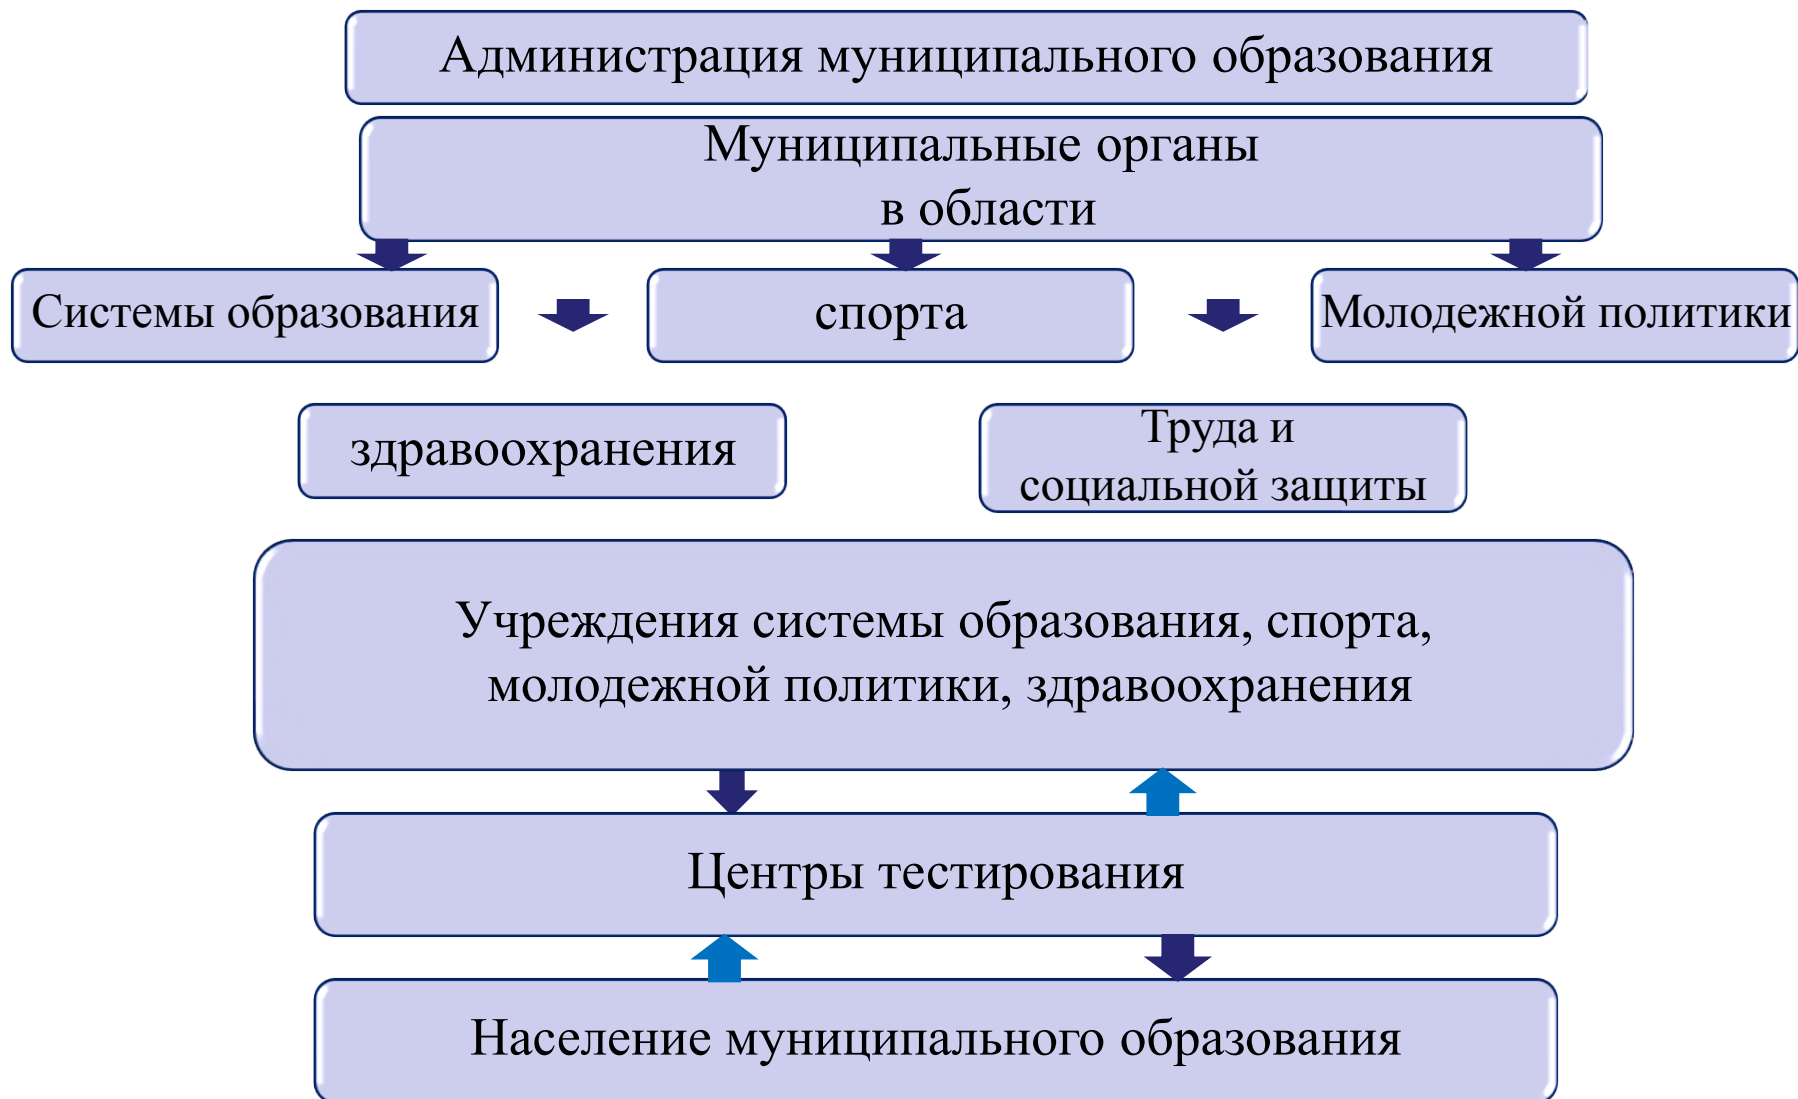 Администрация муниципального образования
Муниципальные органы
в области
Системы образования
спорта
Молодежной политики
здравоохранения
Труда и
социальной защиты
Учреждения системы образования, спорта,
молодежной политики, здравоохранения
Центры тестирования
Население муниципального образования